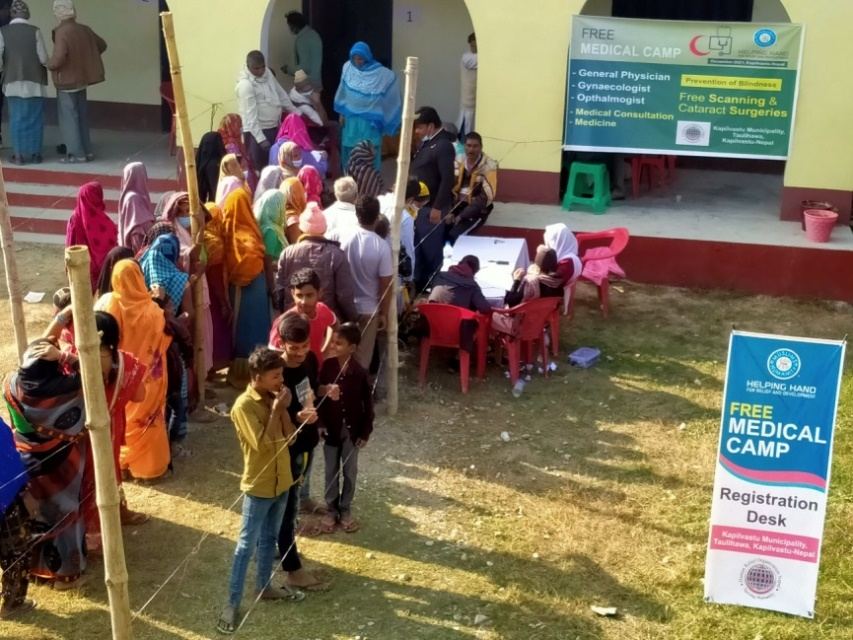 1
FREE
MEDICAL CAMP
HELPING HAND
- General Physician
- Gynaecologist
- Opthalmogist
- Medical Consultation
Medicine
Prevention of Blindness
Free Scanning &
Cataract Surgeries
Kapilvastu Municipality,
Taulihawa,
Kapilvastu-Nepal
HELPING HAND
FOR RELIEF AND DEVELOPMENT
FREE
MEDICAL
CAMP
Registration
Desk
Kapilvastu Municipality,
Taulihawa, Kapilvastu-Nepal